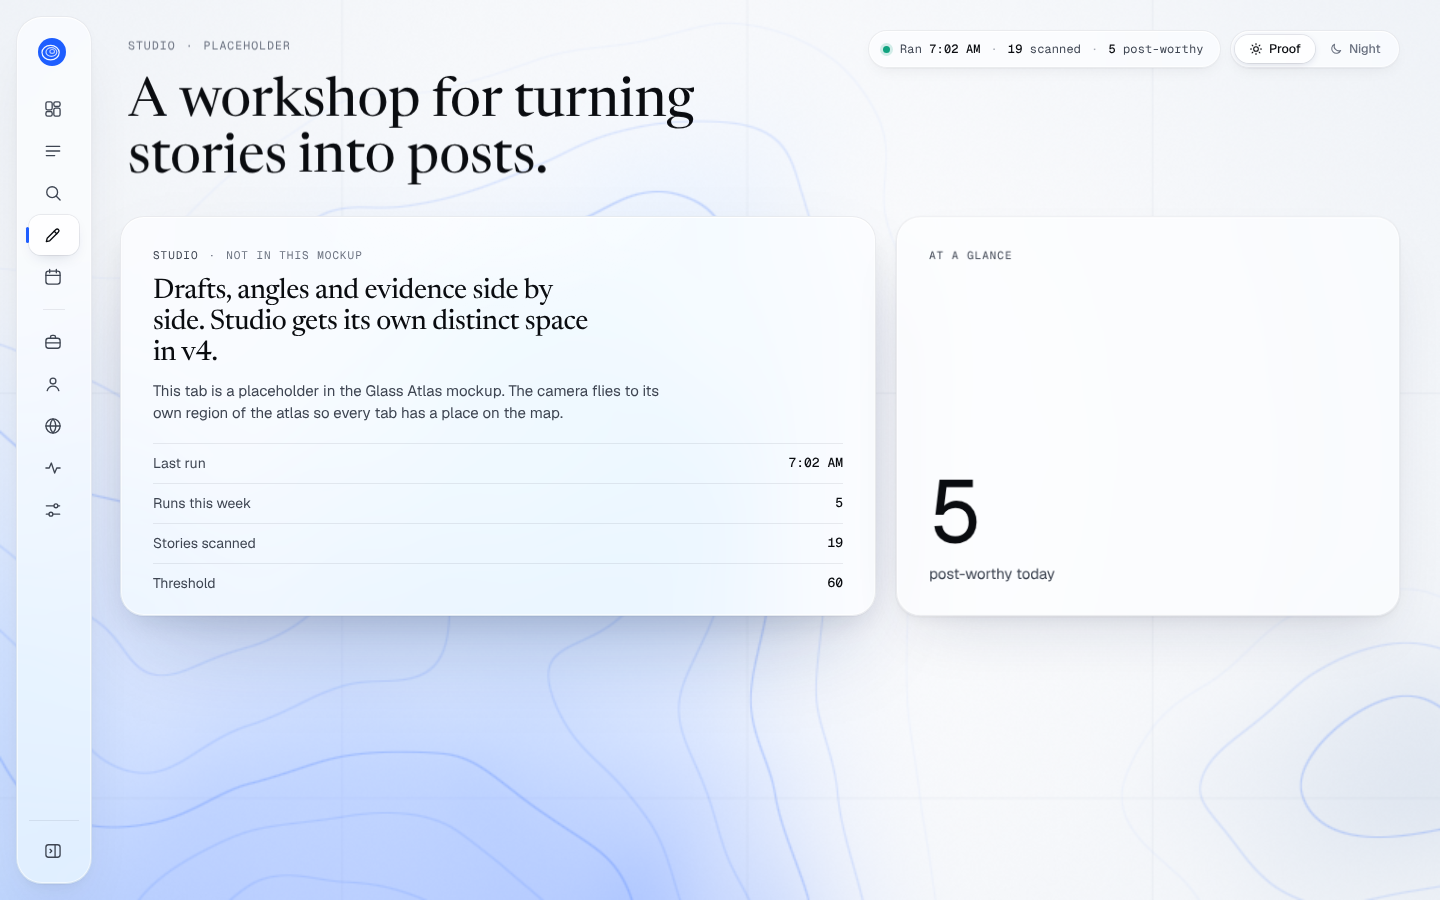 STUDIO · PLACEHOLDER
A workshop for turning
stories into posts.
Ran 7:02 AM · 19 scanned · 5 post-worthy
Proof
Night
STUDIO · NOT IN THIS MOCKUP
Drafts, angles and evidence side by
side. Studio gets its own distinct space
in v4.
This tab is a placeholder in the Glass Atlas mockup. The camera flies to its
own region of the atlas so every tab has a place on the map.
Last run 7:02 AM
Runs this week 5
Stories scanned 19
Threshold 60
AT A GLANCE
5
post-worthy today